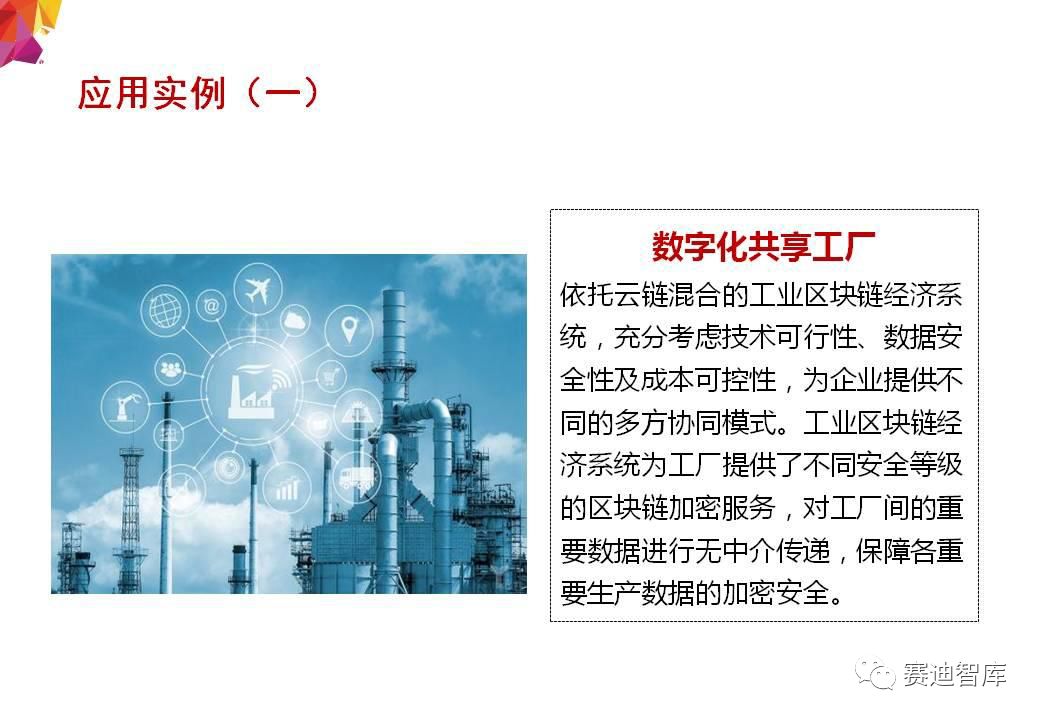 应用实例（一）
数字化共享工厂
依托云链混合的工业区块链经济系
统，充分考虑技术可行性、数据安
全性及成本可控性，为企业提供不
同的多方协同模式。工业区块链经
济系统为工厂提供了不同安全等级
的区块链加密服务，对工厂间的重
要数据进行无中介传递，保障各重
要生产数据的加密安全。
赛迪智库